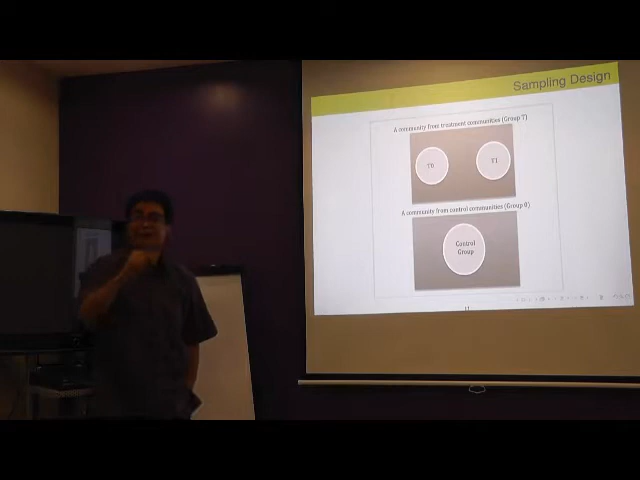 Sampling Design
A community from treatment communities (Group T)
T0
T1
A community from control communities (Group 0)
Control
Group